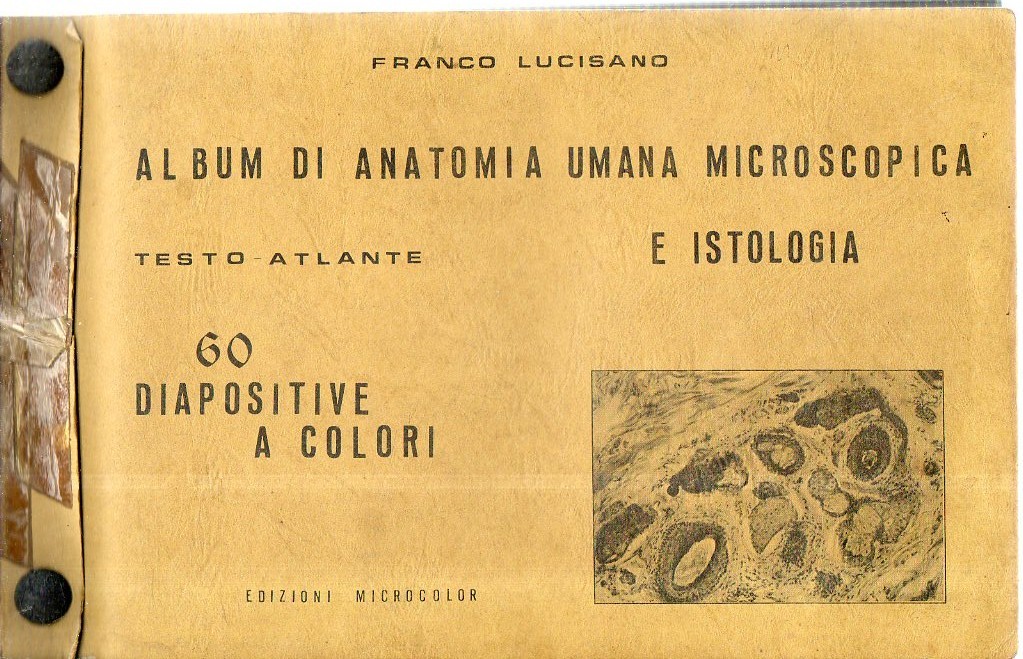 FRANCO LUCISANO
ALBUM DI ANATOMIA UMANA MICROSCOPICA
E ISTOLOGIA
TESTO-ATLANTE
60
DIAPOSITIVE
A COLORI
EDIZIONI MICROCOLOR